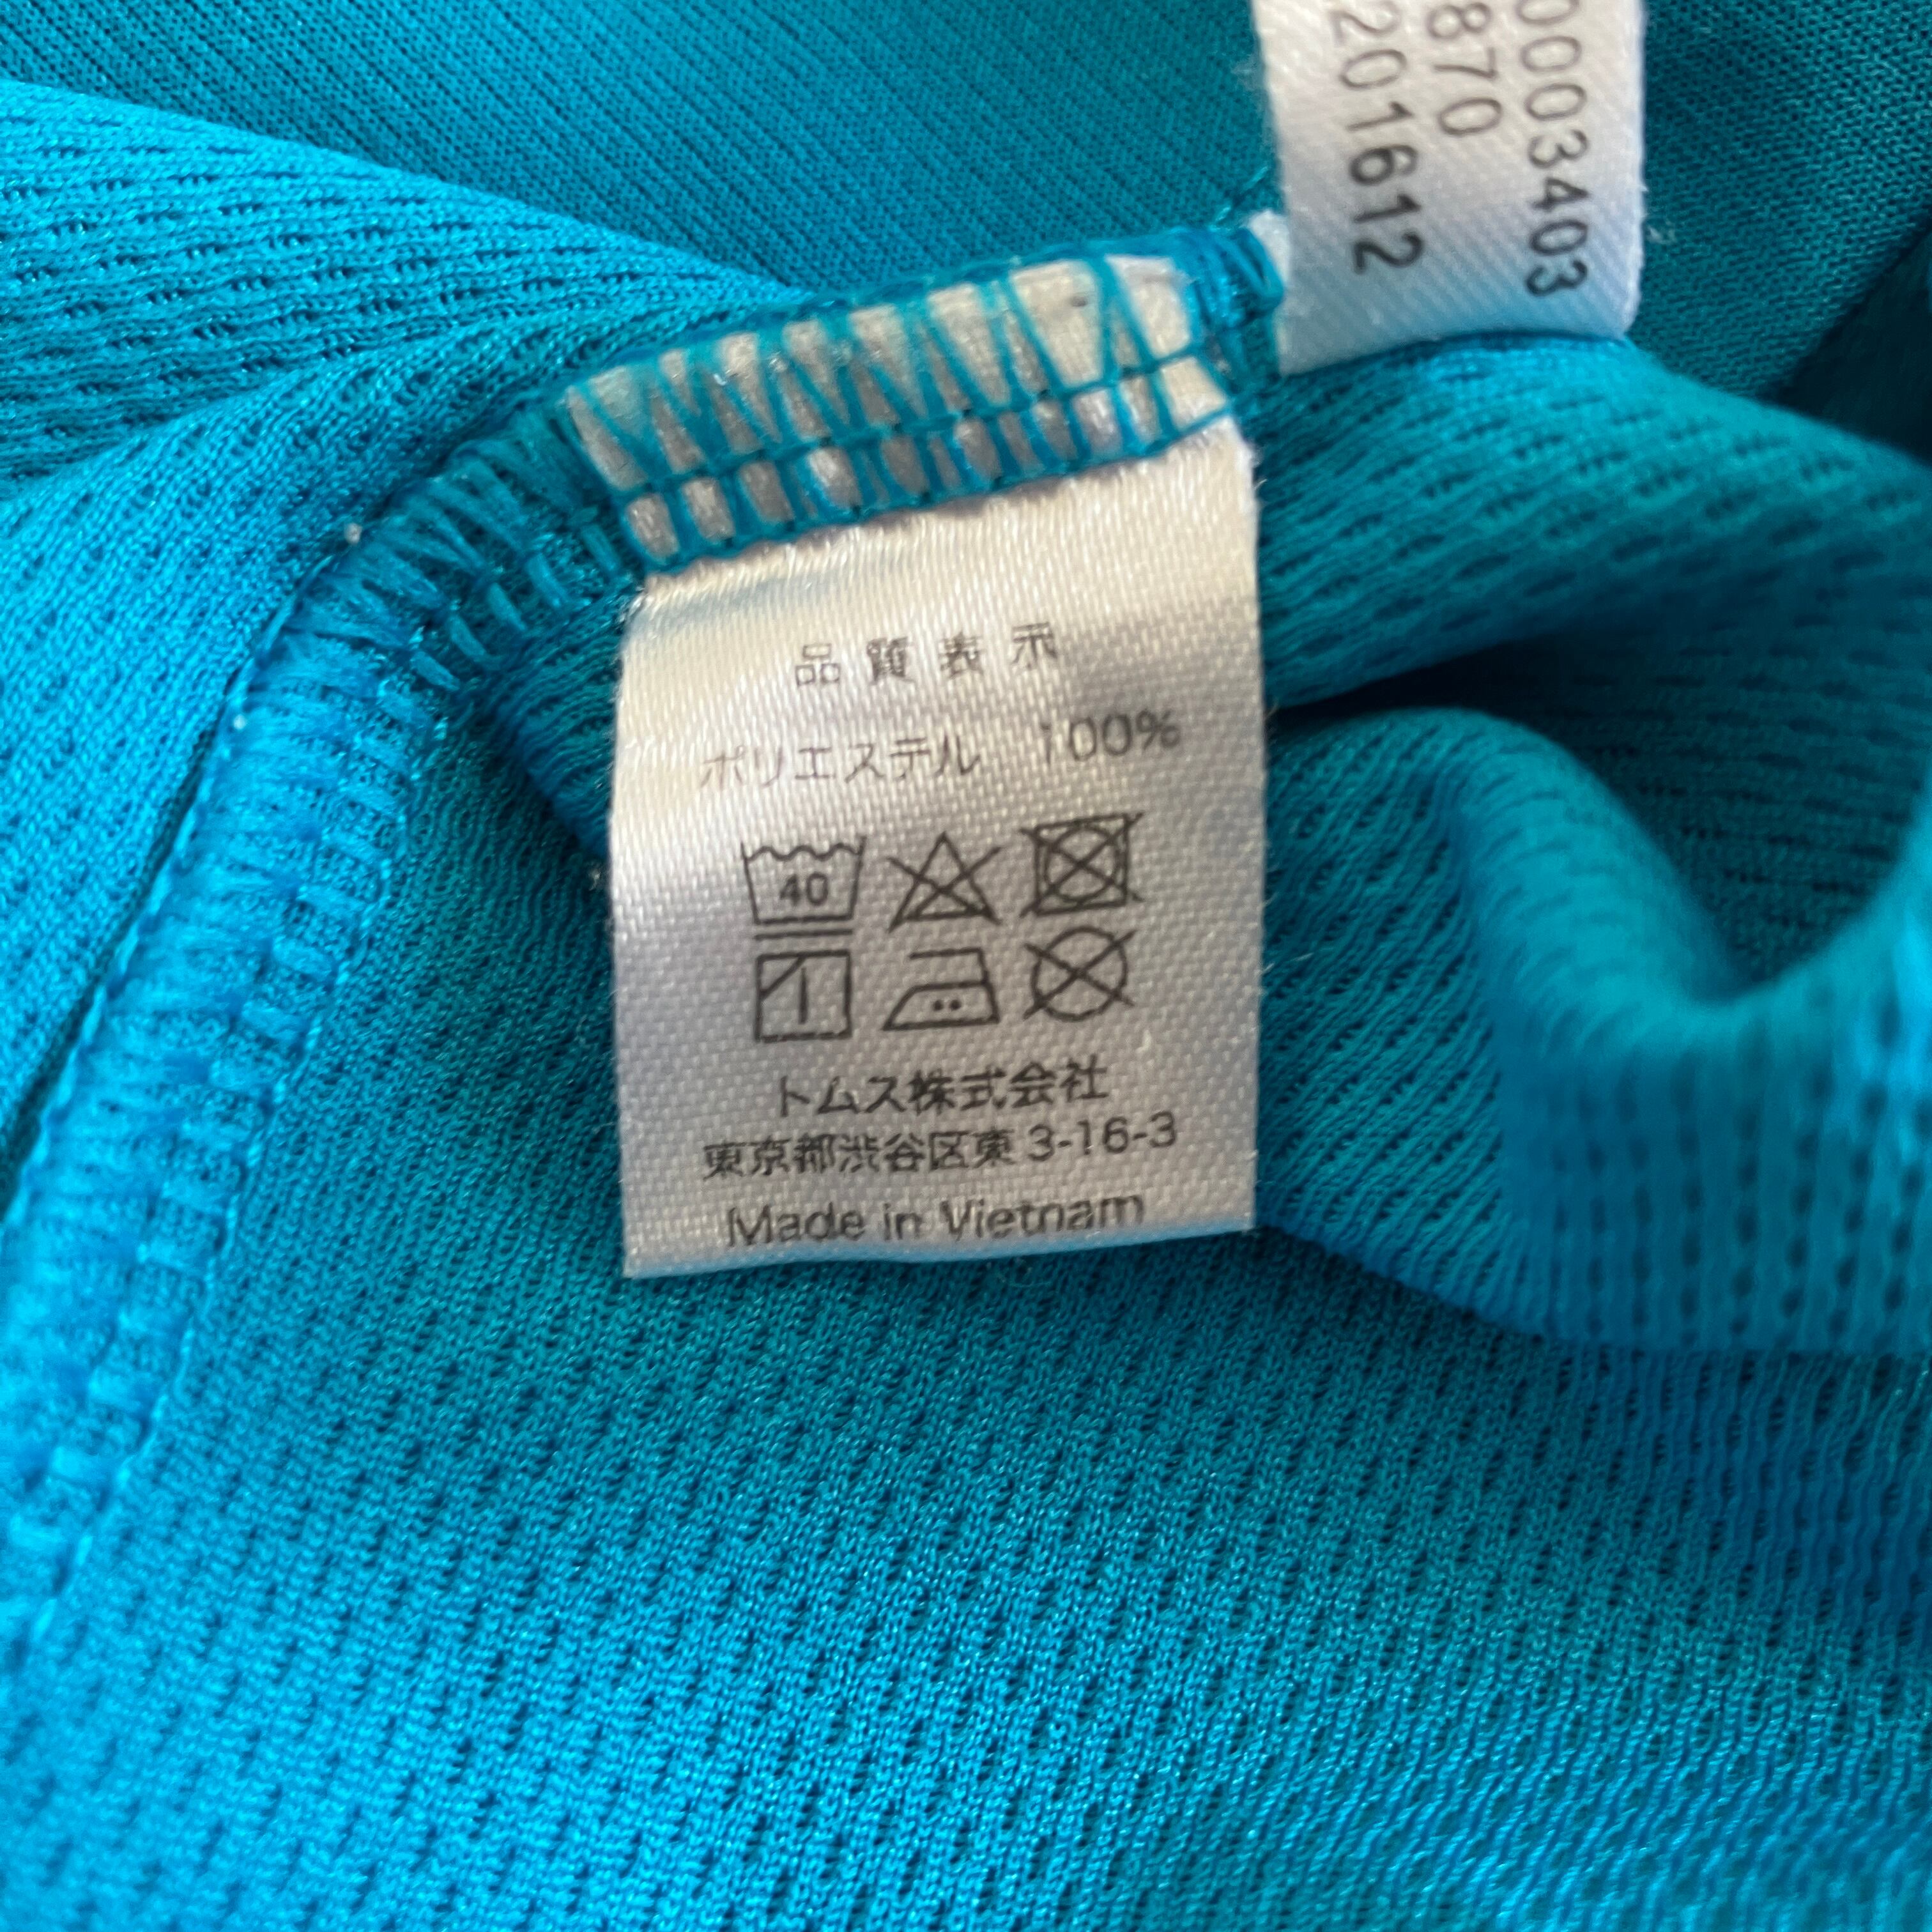 00003403
870
201612
品質表示
ポリエステル 100%
40
トムス株式会社
東京都渋谷区東 3-16-3
Made in Vietnam